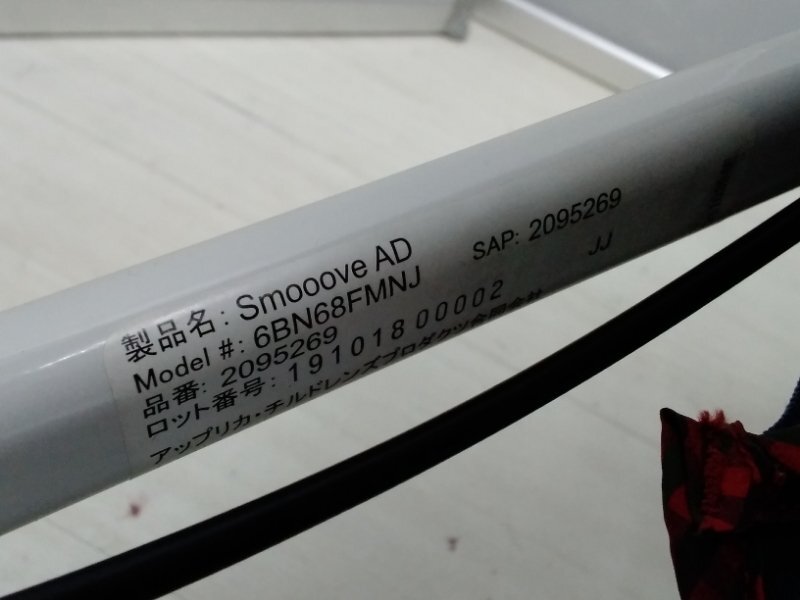 製品名: Smooove AD
Model #: 6BN68FMNJ
SAP: 2095269
品番: 2095269
JJ
ロット番号: 19101800002
アップリカ・チルドレンズプロダクツ合同会社